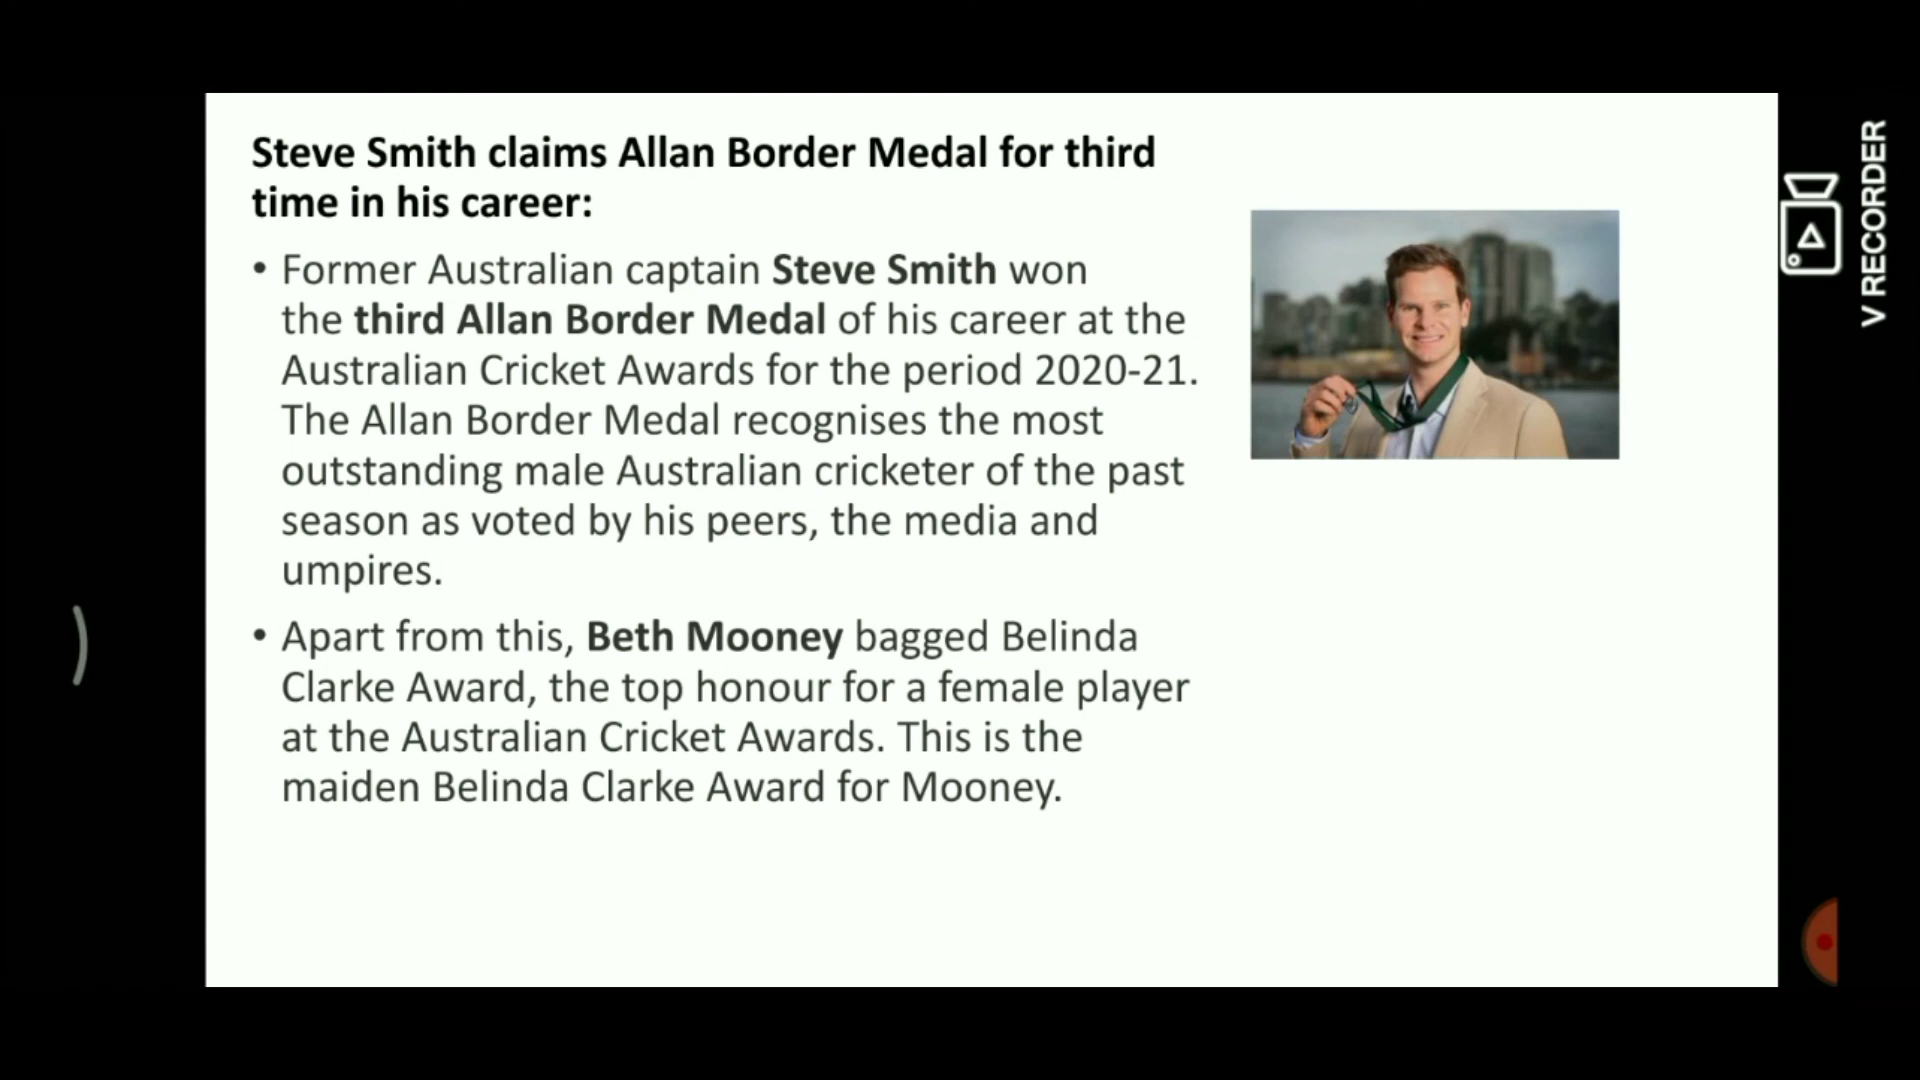 Steve Smith claims Allan Border Medal for third
time in his career:
• Former Australian captain Steve Smith won
the third Allan Border Medal of his career at the
Australian Cricket Awards for the period 2020-21.
The Allan Border Medal recognises the most
outstanding male Australian cricketer of the past
season as voted by his peers, the media and
umpires.
• Apart from this, Beth Mooney bagged Belinda
Clarke Award, the top honour for a female player
at the Australian Cricket Awards. This is the
maiden Belinda Clarke Award for Mooney.
V RECORDER